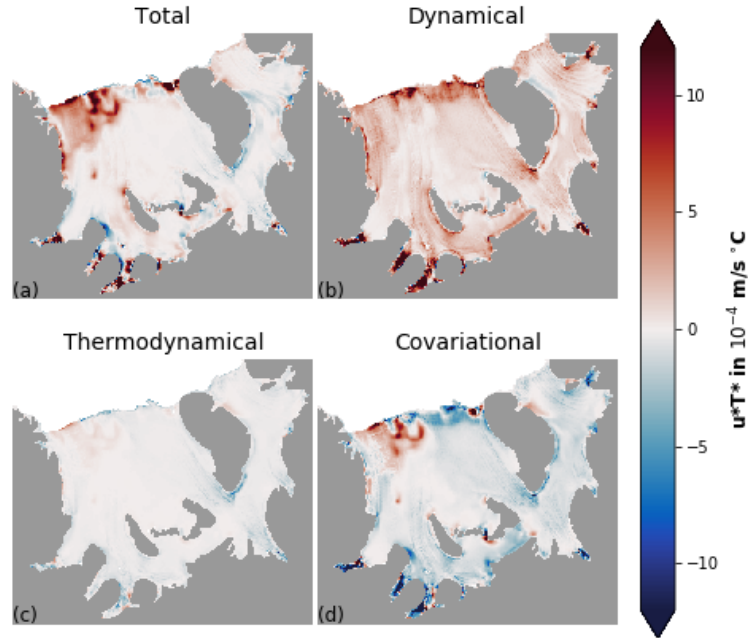 Total
Dynamical
(a)
(b)
Thermodynamical
Covariational
(c)
(d)
10
5
0
−5
−10
u*T* in 10⁻⁴ m/s °C